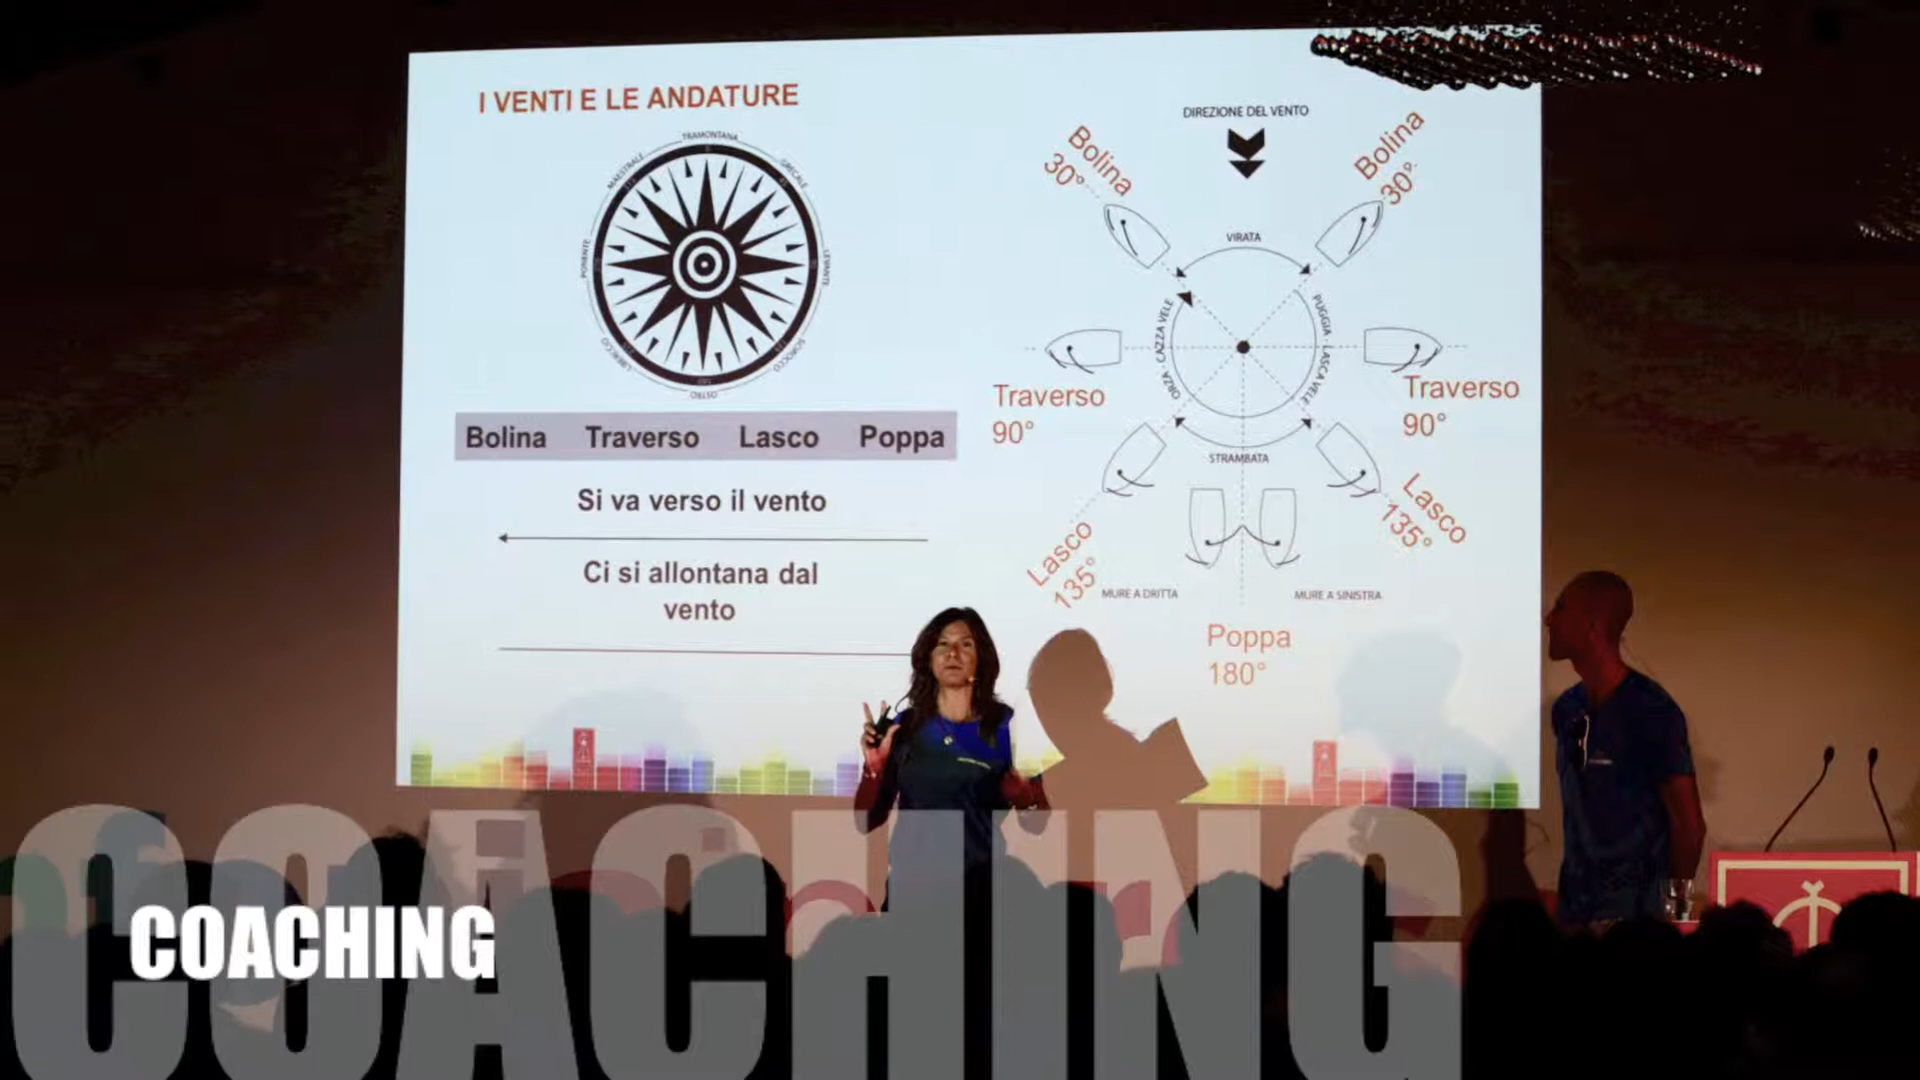 I VENTI E LE ANDATURE
TRAMONTANA
GRECALE
LEVANTE
SCIROCCO
OSTRO
LIBECCIO
PONENTE
MAESTRALE
Bolina Traverso Lasco Poppa
Si va verso il vento
Ci si allontana dal
vento
DIREZIONE DEL VENTO
Bolina
30°
Bolina
30°
VIRATA
ORZA - CAZZA VELE
PUGGIA - LASCA VELE
Traverso
90°
Traverso
90°
STRAMBATA
Lasco
135°
Lasco
135°
MURE A DRITTA
MURE A SINISTRA
Poppa
180°
COACHING
COACHING